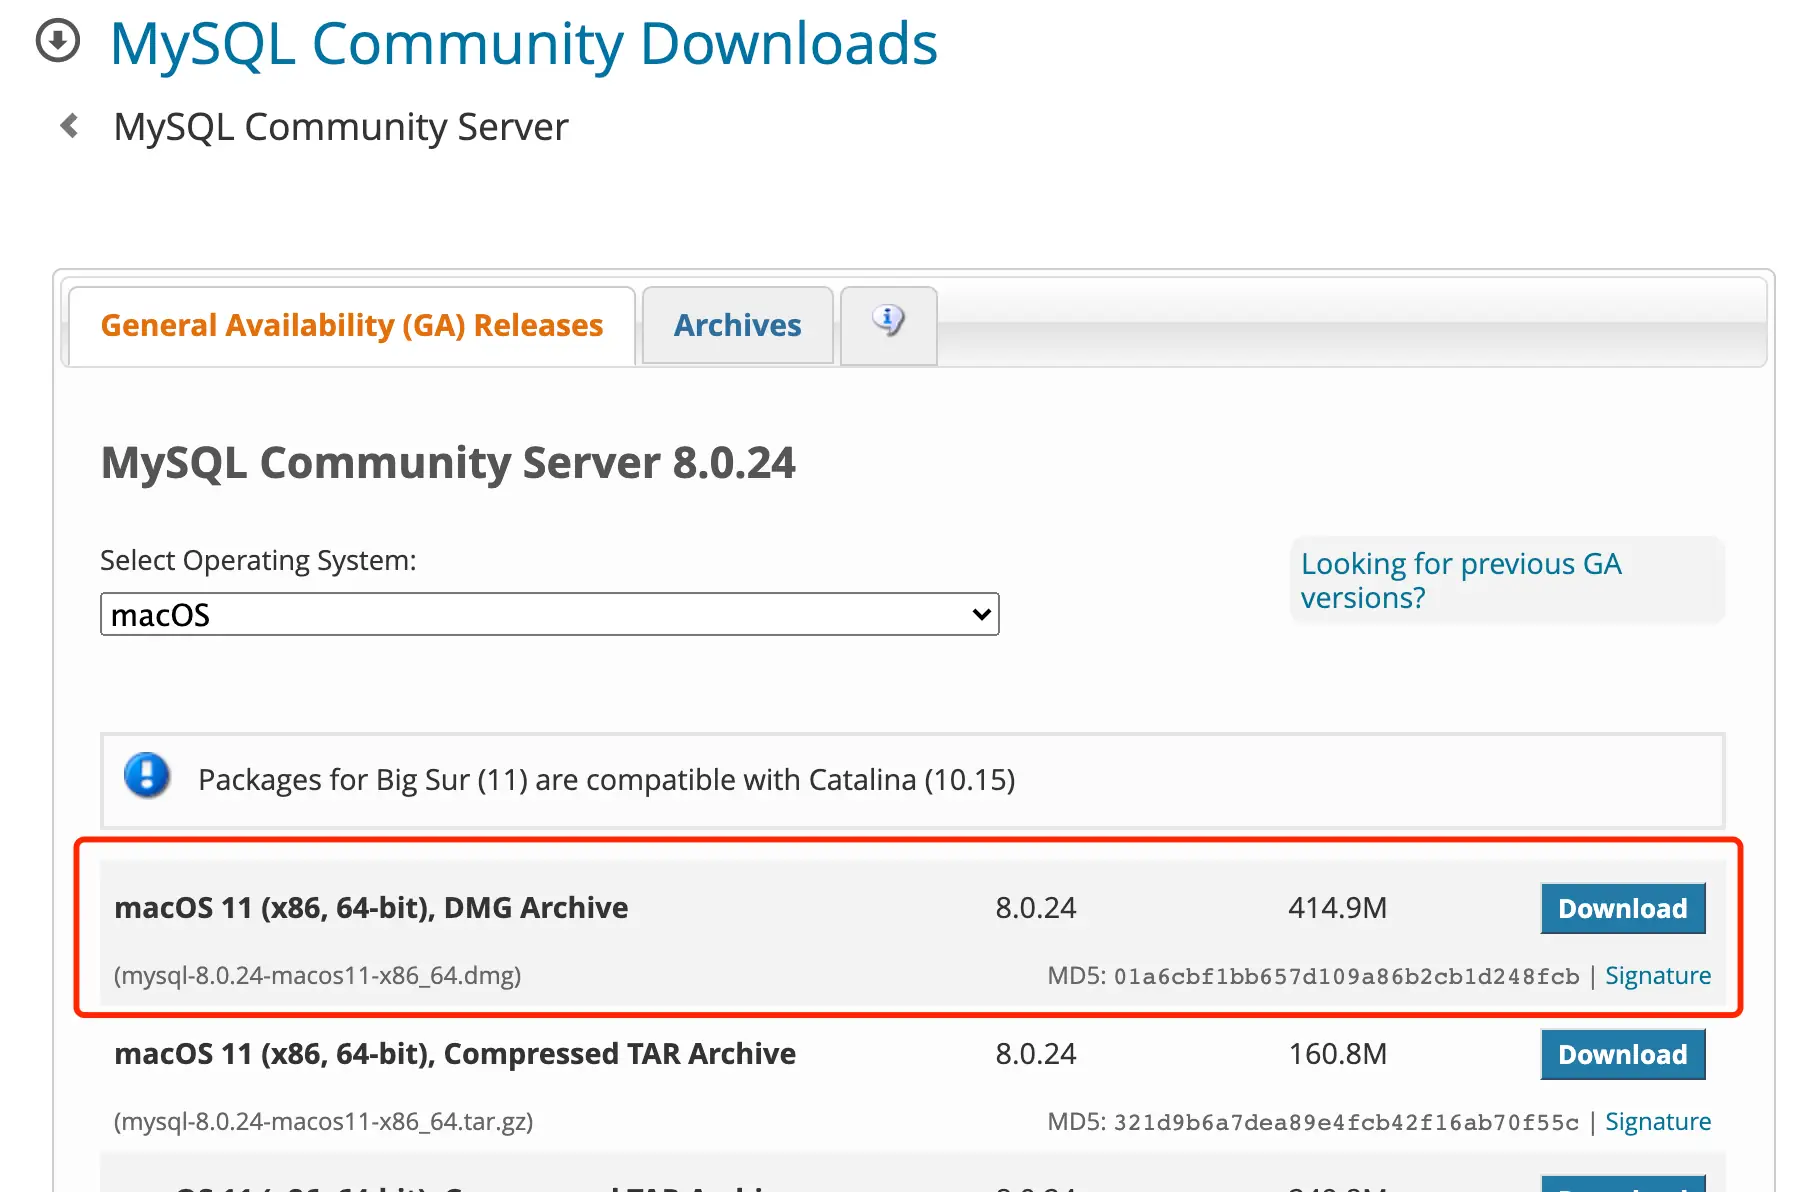 MySQL Community Downloads
MySQL Community Server
General Availability (GA) Releases
Archives
MySQL Community Server 8.0.24
Select Operating System:
macOS
Looking for previous GA
versions?
Packages for Big Sur (11) are compatible with Catalina (10.15)
macOS 11 (x86, 64-bit), DMG Archive 8.0.24 414.9M Download
(mysql-8.0.24-macos11-x86_64.dmg) MD5: 01a6cbf1bb657d109a86b2cb1d248fcb | Signature
macOS 11 (x86, 64-bit), Compressed TAR Archive 8.0.24 160.8M Download
(mysql-8.0.24-macos11-x86_64.tar.gz) MD5: 321d9b6a7dea89e4fcb42f16ab70f55c | Signature